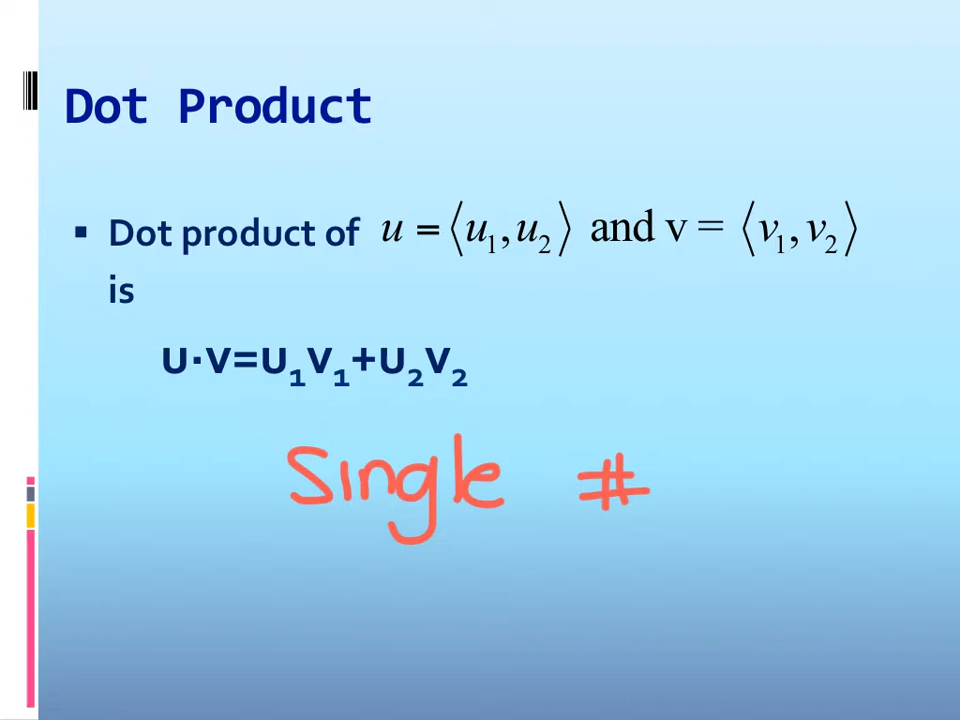 Dot Product
▪ Dot product of u = ⟨u₁, u₂⟩ and v = ⟨v₁, v₂⟩
is
u·v=u₁v₁+u₂v₂
Single #